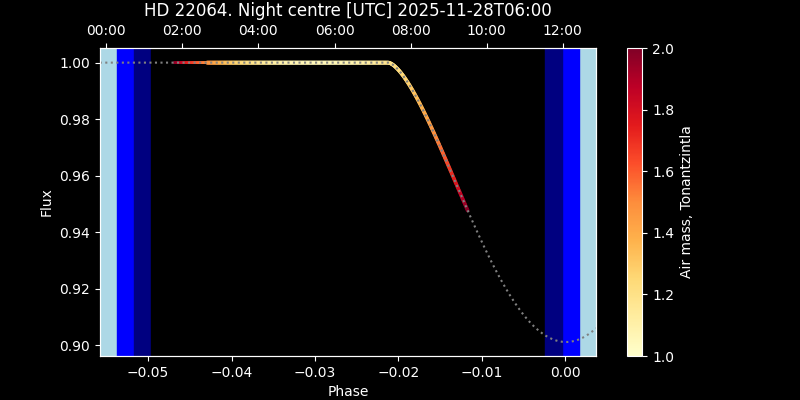 HD 22064. Night centre [UTC] 2025-11-28T06:00
00:00 02:00 04:00 06:00 08:00 10:00 12:00
1.00
0.98
0.96
0.94
0.92
0.90
Flux
−0.05 −0.04 −0.03 −0.02 −0.01 0.00
Phase
2.0
1.8
1.6
1.4
1.2
1.0
Air mass, Tonantzintla